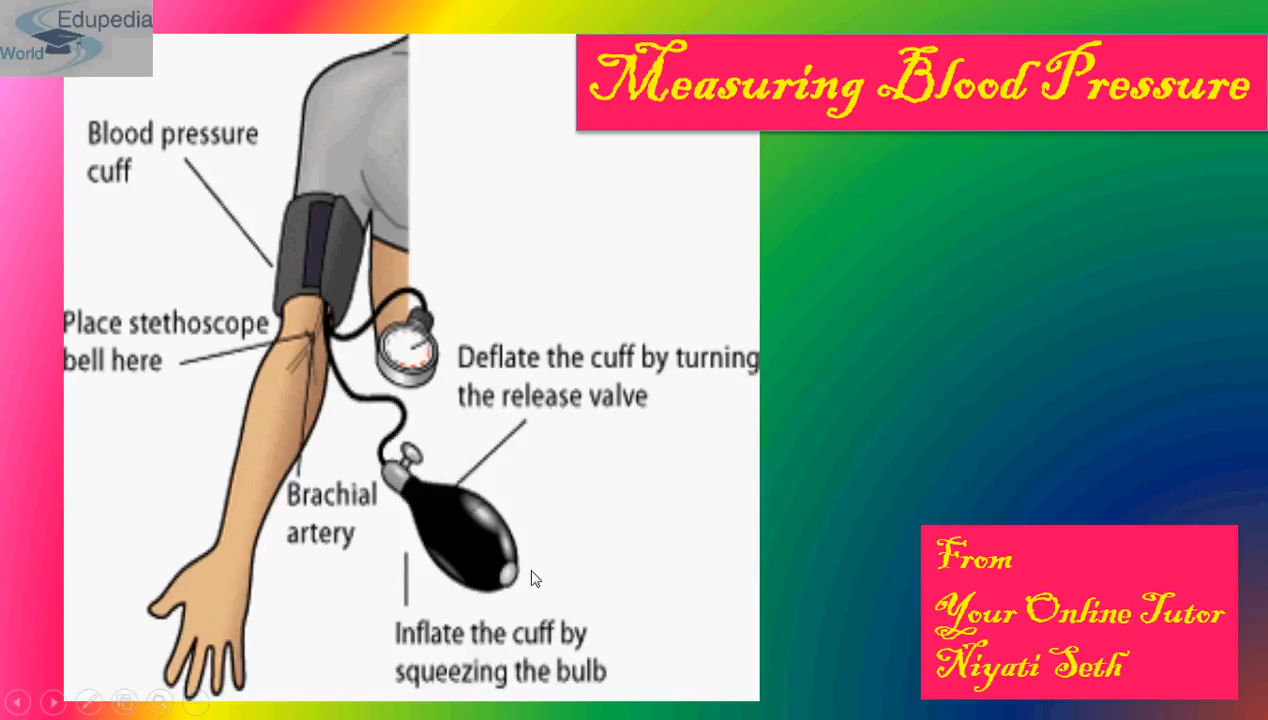 Edupedia
World
Measuring Blood Pressure
Blood pressure
cuff
Place stethoscope
bell here
Deflate the cuff by turning
the release valve
Brachial
artery
Inflate the cuff by
squeezing the bulb
From
Your Online Tutor
Niyati Seth